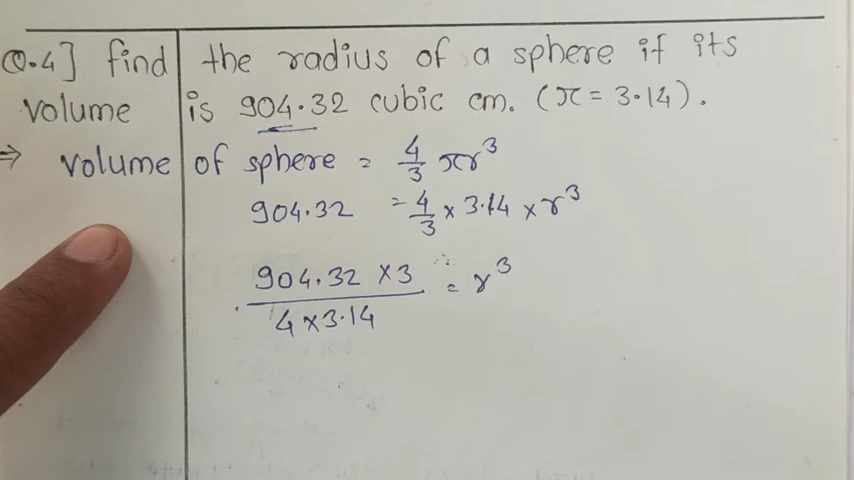 Q.4] find the radius of a sphere if its
volume is 904.32 cubic cm. (π = 3.14).
⇒ volume of sphere = 4/3 πr³
904.32 = 4/3 × 3.14 × r³
904.32 × 3 / 4 × 3.14 = r³